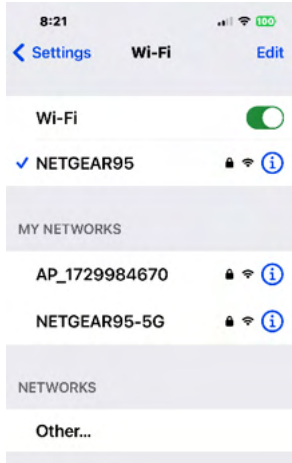 8:21 100
Settings Wi-Fi Edit
Wi-Fi
NETGEAR95
MY NETWORKS
AP_1729984670
NETGEAR95-5G
NETWORKS
Other...